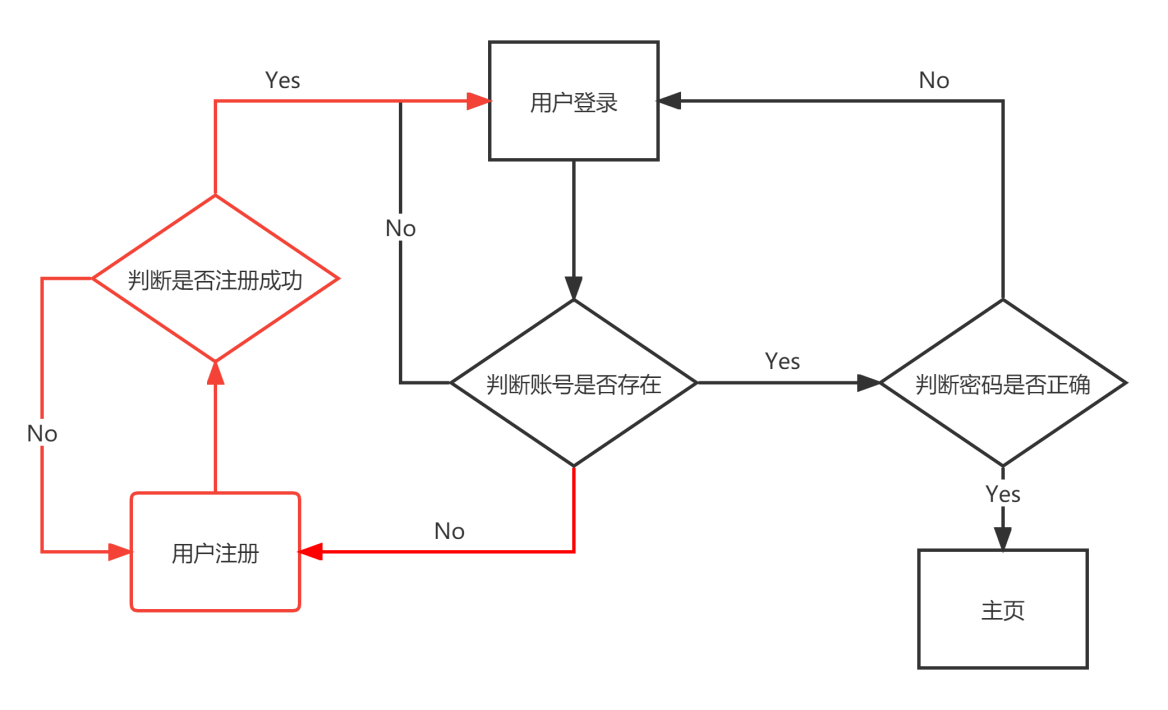 Yes
No
用户登录
No
判断是否注册成功
Yes
判断账号是否存在
判断密码是否正确
No
Yes
No
用户注册
主页